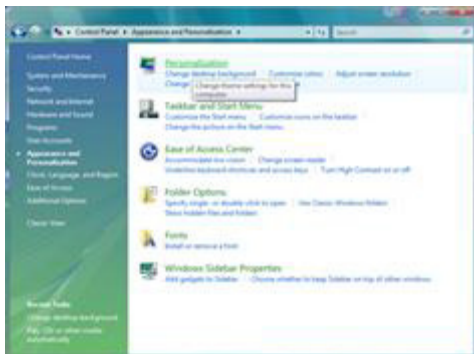 Control Panel ▸ Appearance and Personalization ▸
Search
Control Panel Home
System and Maintenance
Security
Network and Internet
Hardware and Sound
Programs
User Accounts
Appearance and
Personalization
Clock, Language, and Region
Ease of Access
Additional Options
Classic View
Recent Tasks
Change desktop background
Play CDs or other media
automatically
Personalization
Change desktop background Customize colors Adjust screen resolution
Change
Change theme settings for this
computer.
Taskbar and Start Menu
Customize the Start menu Customize icons on the taskbar
Change the picture on the Start menu
Ease of Access Center
Accommodate low vision Change screen reader
Underline keyboard shortcuts and access keys Turn High Contrast on or off
Folder Options
Specify single- or double-click to open Use Classic Windows folders
Show hidden files and folders
Fonts
Install or remove a font
Windows Sidebar Properties
Add gadgets to Sidebar Choose whether to keep Sidebar on top of other windows